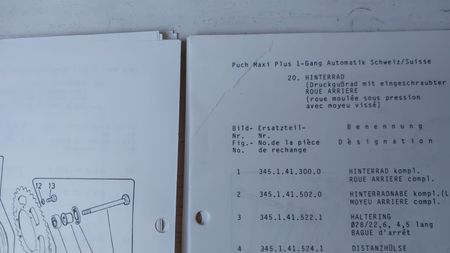 Puch Maxi Plus 1-Gang Automatik Schweiz/Suisse
20. HINTERRAD
(Druckgußrad mit eingeschraubter
ROUE ARRIERE
(roue moulée sous pression
avec moyeu vissé)
Bild- Ersatzteil- Benennung
Nr. Nr.
Fig.- No.de la pièce Désignation
No. de rechange
1 345.1.41.300.0 HINTERRAD kompl.
ROUE ARRIERE compl.
2 345.1.41.502.0 HINTERRADNABE kompl.(L
MOYEU ARRIERE compl.
3 345.1.41.522.1 HALTERING
Ø28/22,6, 4,5 lang
BAGUE d'arrêt
4 345.1.41.524.1 DISTANZHÜLSE
12 13